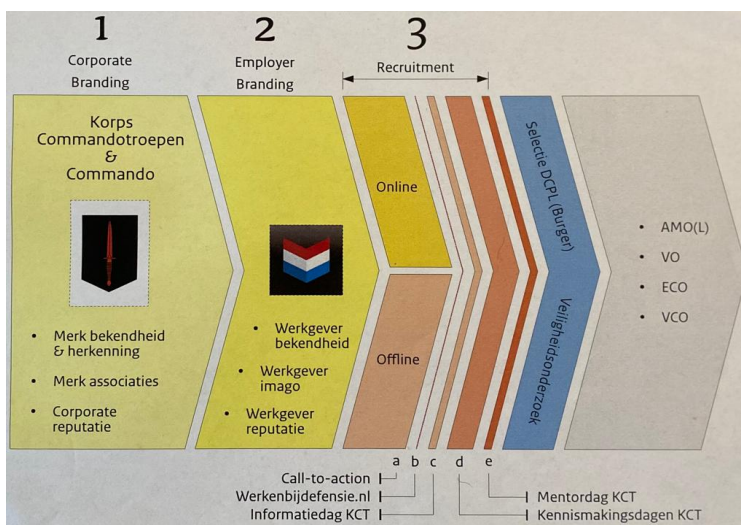 1
Corporate
Branding
2
Employer
Branding
3
Recruitment
Korps
Commandotroepen
&
Commando
• Merk bekendheid
& herkenning
• Merk associaties
• Corporate
reputatie
• Werkgever
bekendheid
• Werkgever
imago
• Werkgever
reputatie
Online
Offline
Selectie DCPL (Burger)
Veiligheidsonderzoek
• AMO(L)
• VO
• ECO
• VCO
a b c d e
Call-to-action
Werkenbijdefensie.nl
Informatiedag KCT
Mentordag KCT
Kennismakingsdagen KCT